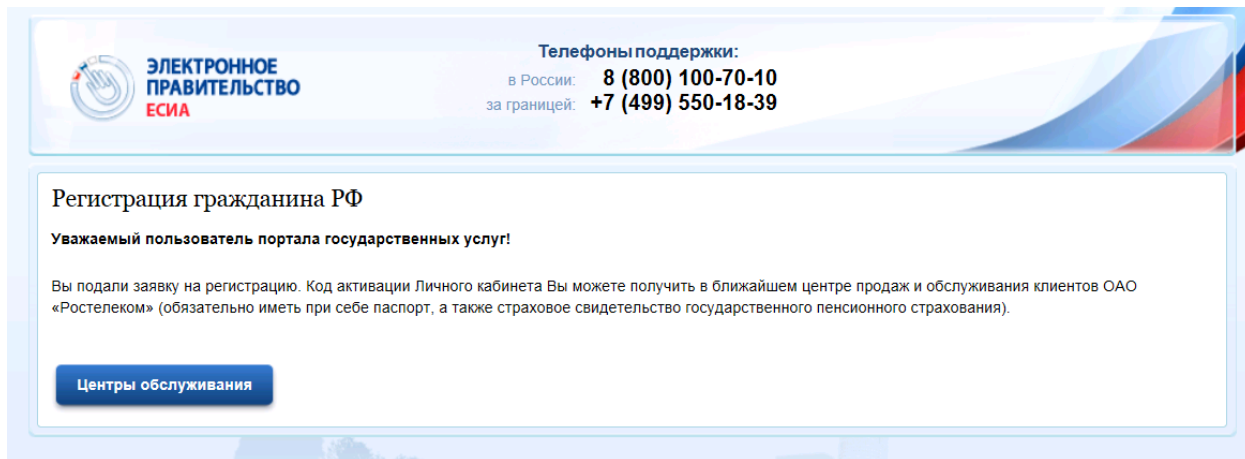 ЭЛЕКТРОННОЕ
ПРАВИТЕЛЬСТВО
ЕСИА
Телефоны поддержки:
в России: 8 (800) 100-70-10
за границей: +7 (499) 550-18-39
Регистрация гражданина РФ
Уважаемый пользователь портала государственных услуг!
Вы подали заявку на регистрацию. Код активации Личного кабинета Вы можете получить в ближайшем центре продаж и обслуживания клиентов ОАО
«Ростелеком» (обязательно иметь при себе паспорт, а также страховое свидетельство государственного пенсионного страхования).
Центры обслуживания